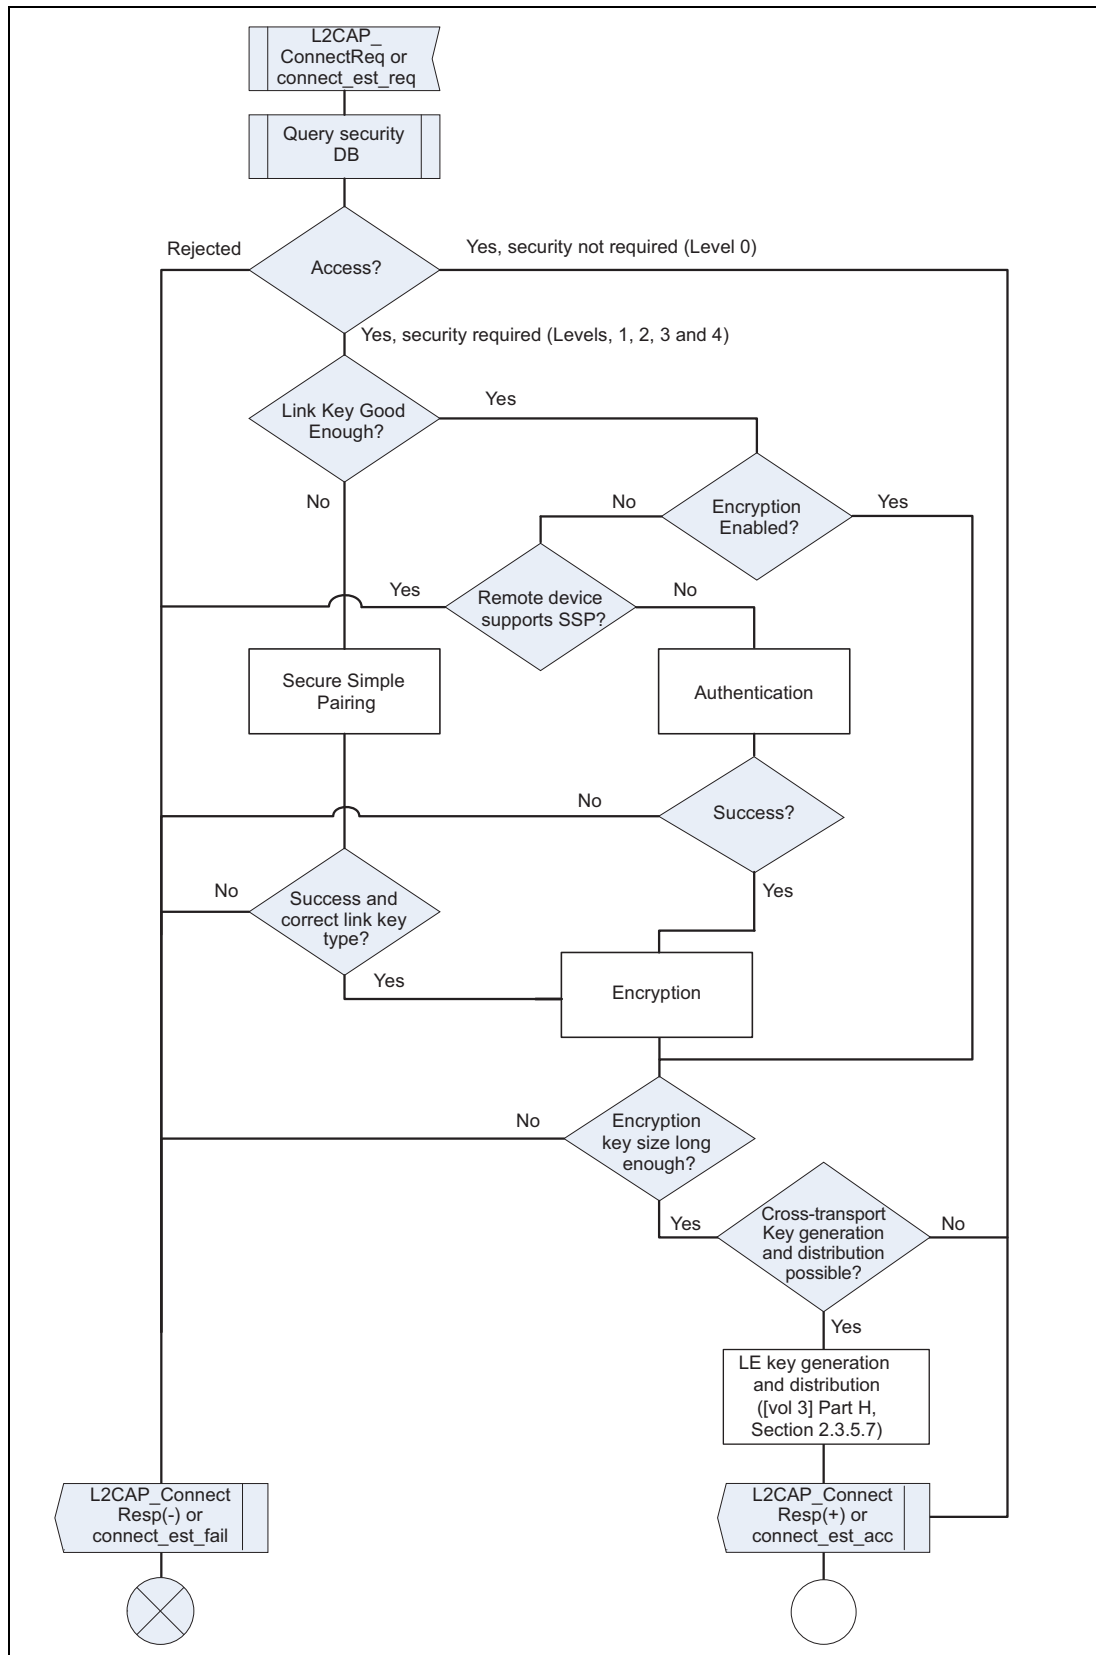 L2CAP_
ConnectReq or
connect_est_req
Query security
DB
Rejected
Access?
Yes, security not required (Level 0)
Yes, security required (Levels, 1, 2, 3 and 4)
Link Key Good
Enough?
Yes
No
Encryption
Enabled?
No
Yes
Remote device
supports SSP?
Yes
No
Secure Simple
Pairing
Authentication
Success?
No
Yes
Success and
correct link key
type?
No
Yes
Encryption
Encryption
key size long
enough?
No
Yes
Cross-transport
Key generation
and distribution
possible?
No
Yes
LE key generation
and distribution
([vol 3] Part H,
Section 2.3.5.7)
L2CAP_Connect
Resp(-) or
connect_est_fail
L2CAP_Connect
Resp(+) or
connect_est_acc